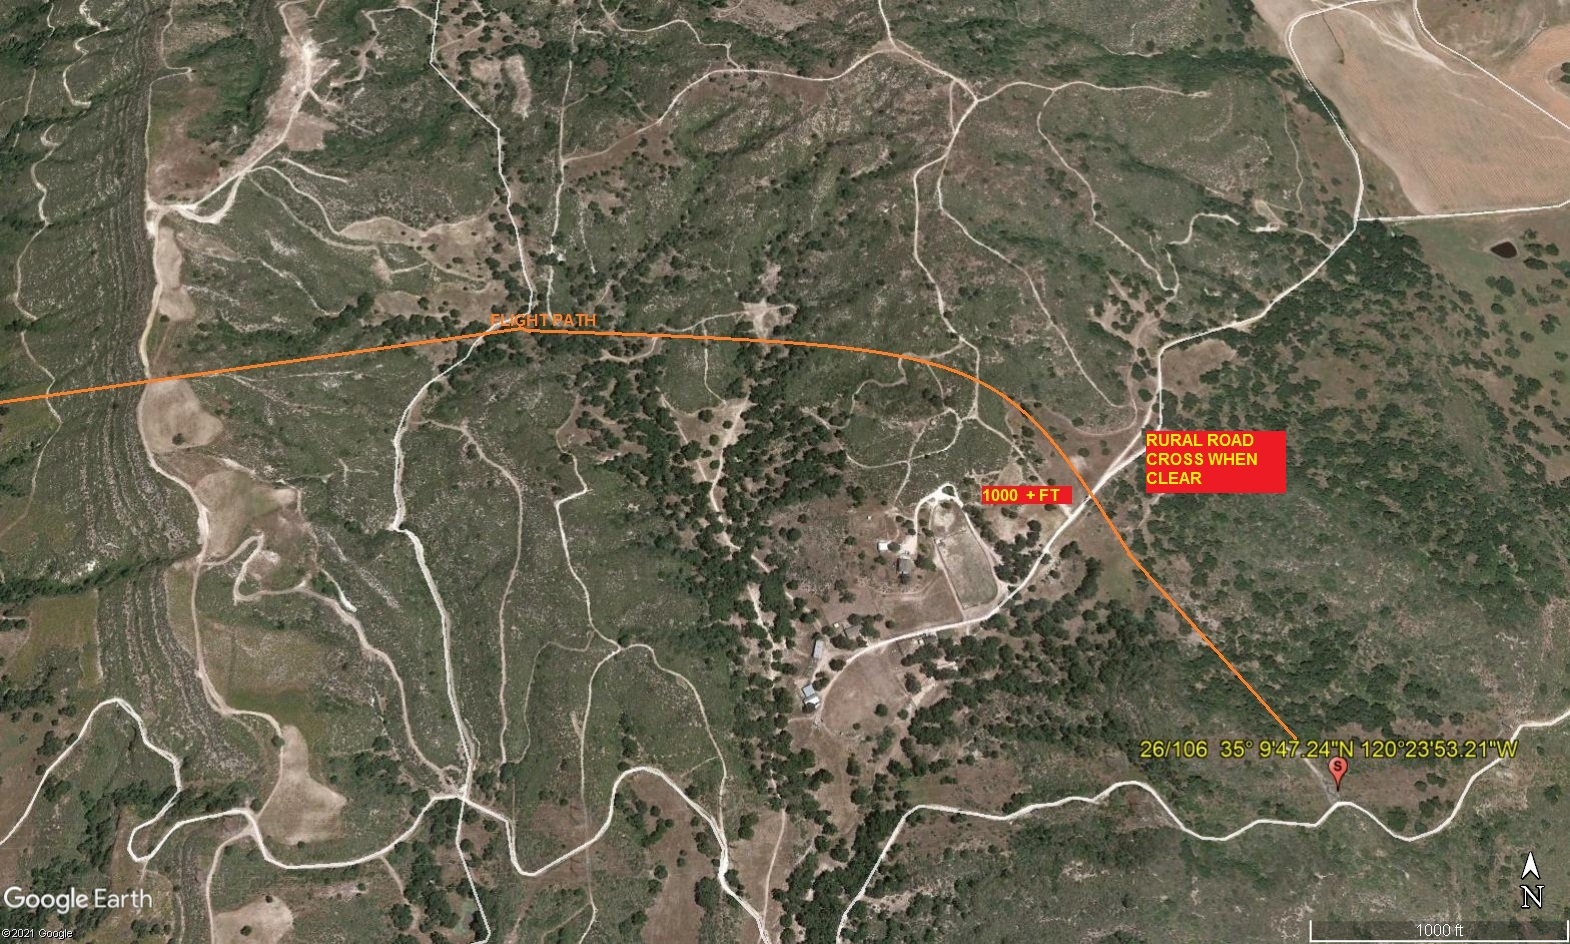 FLIGHT PATH
RURAL ROAD
CROSS WHEN
CLEAR
1000 + FT
26/106 35° 9'47.24"N 120°23'53.21"W
S
Google Earth
N
©2021 Google
1000 ft